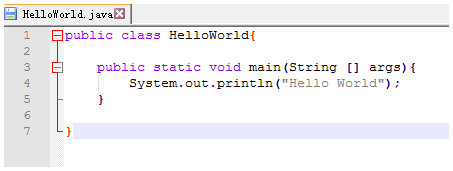 HelloWorld.java
1 public class HelloWorld{
2
3 public static void main(String [] args){
4 System.out.println("Hello World");
5 }
6
7 }